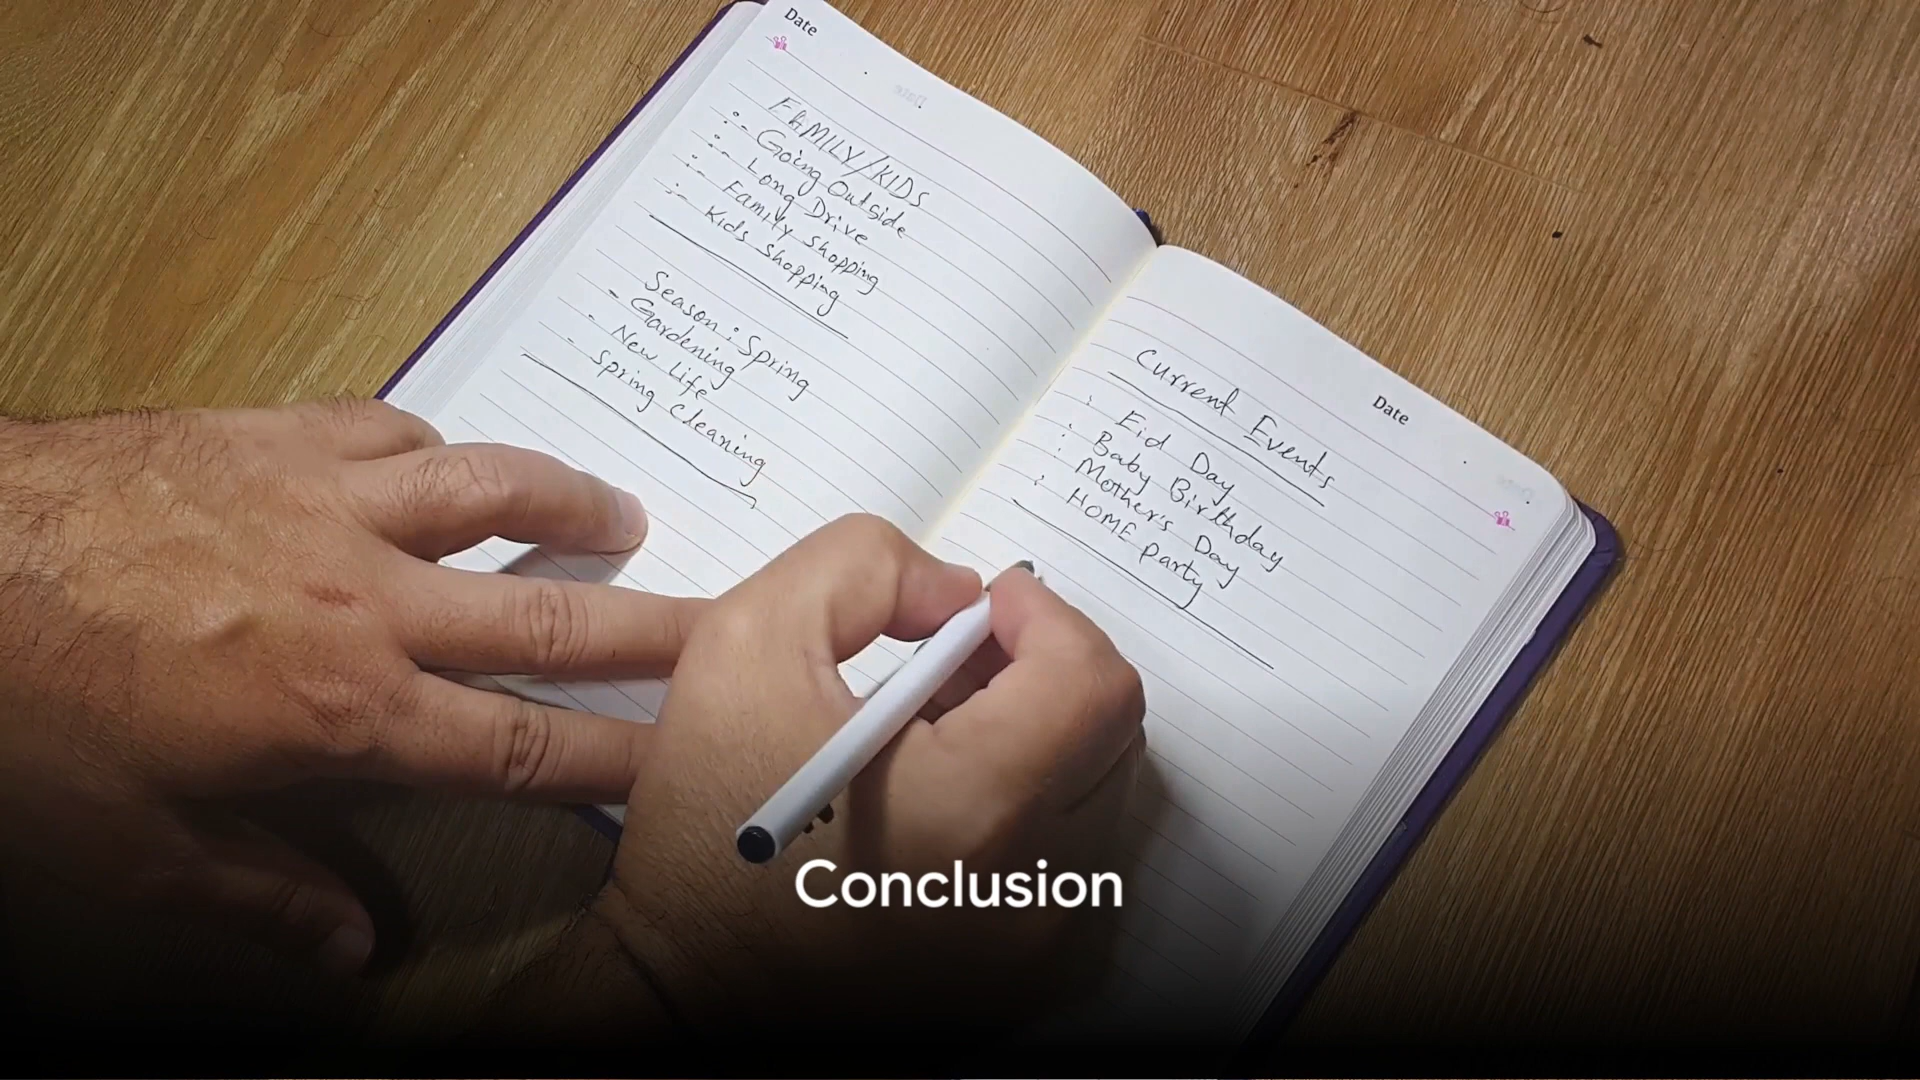 Date
FAMILY/KIDS
:- Going Outside
:- Long Drive
:- Family shopping
:- Kids shopping
Season: Spring
- Gardening
- New Life
- Spring Cleaning
Date
Current Events
: Eid Day
: Baby Birthday
: Mother's Day
: HOME party
Conclusion